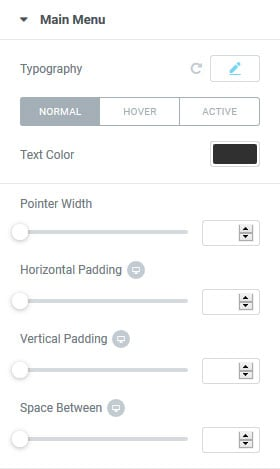 Main Menu
Typography
NORMAL HOVER ACTIVE
Text Color
Pointer Width
Horizontal Padding
Vertical Padding
Space Between